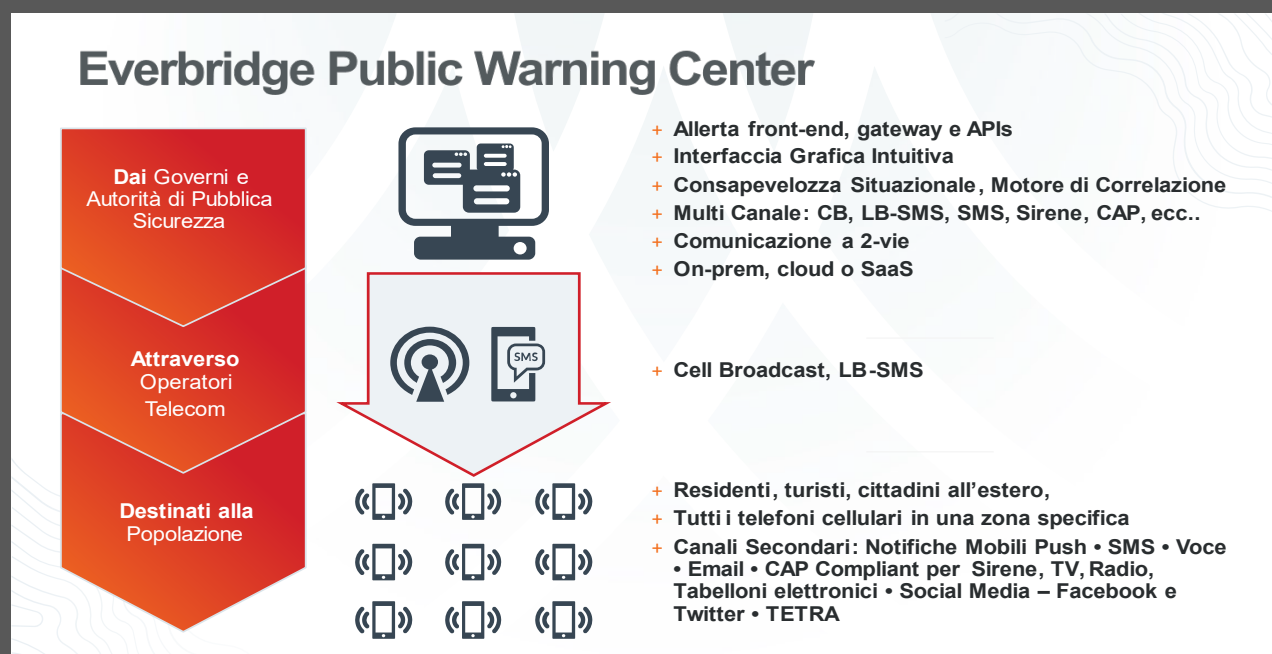 Everbridge Public Warning Center
Dai Governi e
Autorità di Pubblica
Sicurezza
+ Allerta front-end, gateway e APIs
+ Interfaccia Grafica Intuitiva
+ Consapevelozza Situazionale, Motore di Correlazione
+ Multi Canale: CB, LB-SMS, SMS, Sirene, CAP, ecc..
+ Comunicazione a 2-vie
+ On-prem, cloud o SaaS
Attraverso
Operatori
Telecom
SMS
+ Cell Broadcast, LB-SMS
Destinati alla
Popolazione
+ Residenti, turisti, cittadini all'estero,
+ Tutti i telefoni cellulari in una zona specifica
+ Canali Secondari: Notifiche Mobili Push • SMS • Voce
• Email • CAP Compliant per Sirene, TV, Radio,
Tabelloni elettronici • Social Media – Facebook e
Twitter • TETRA